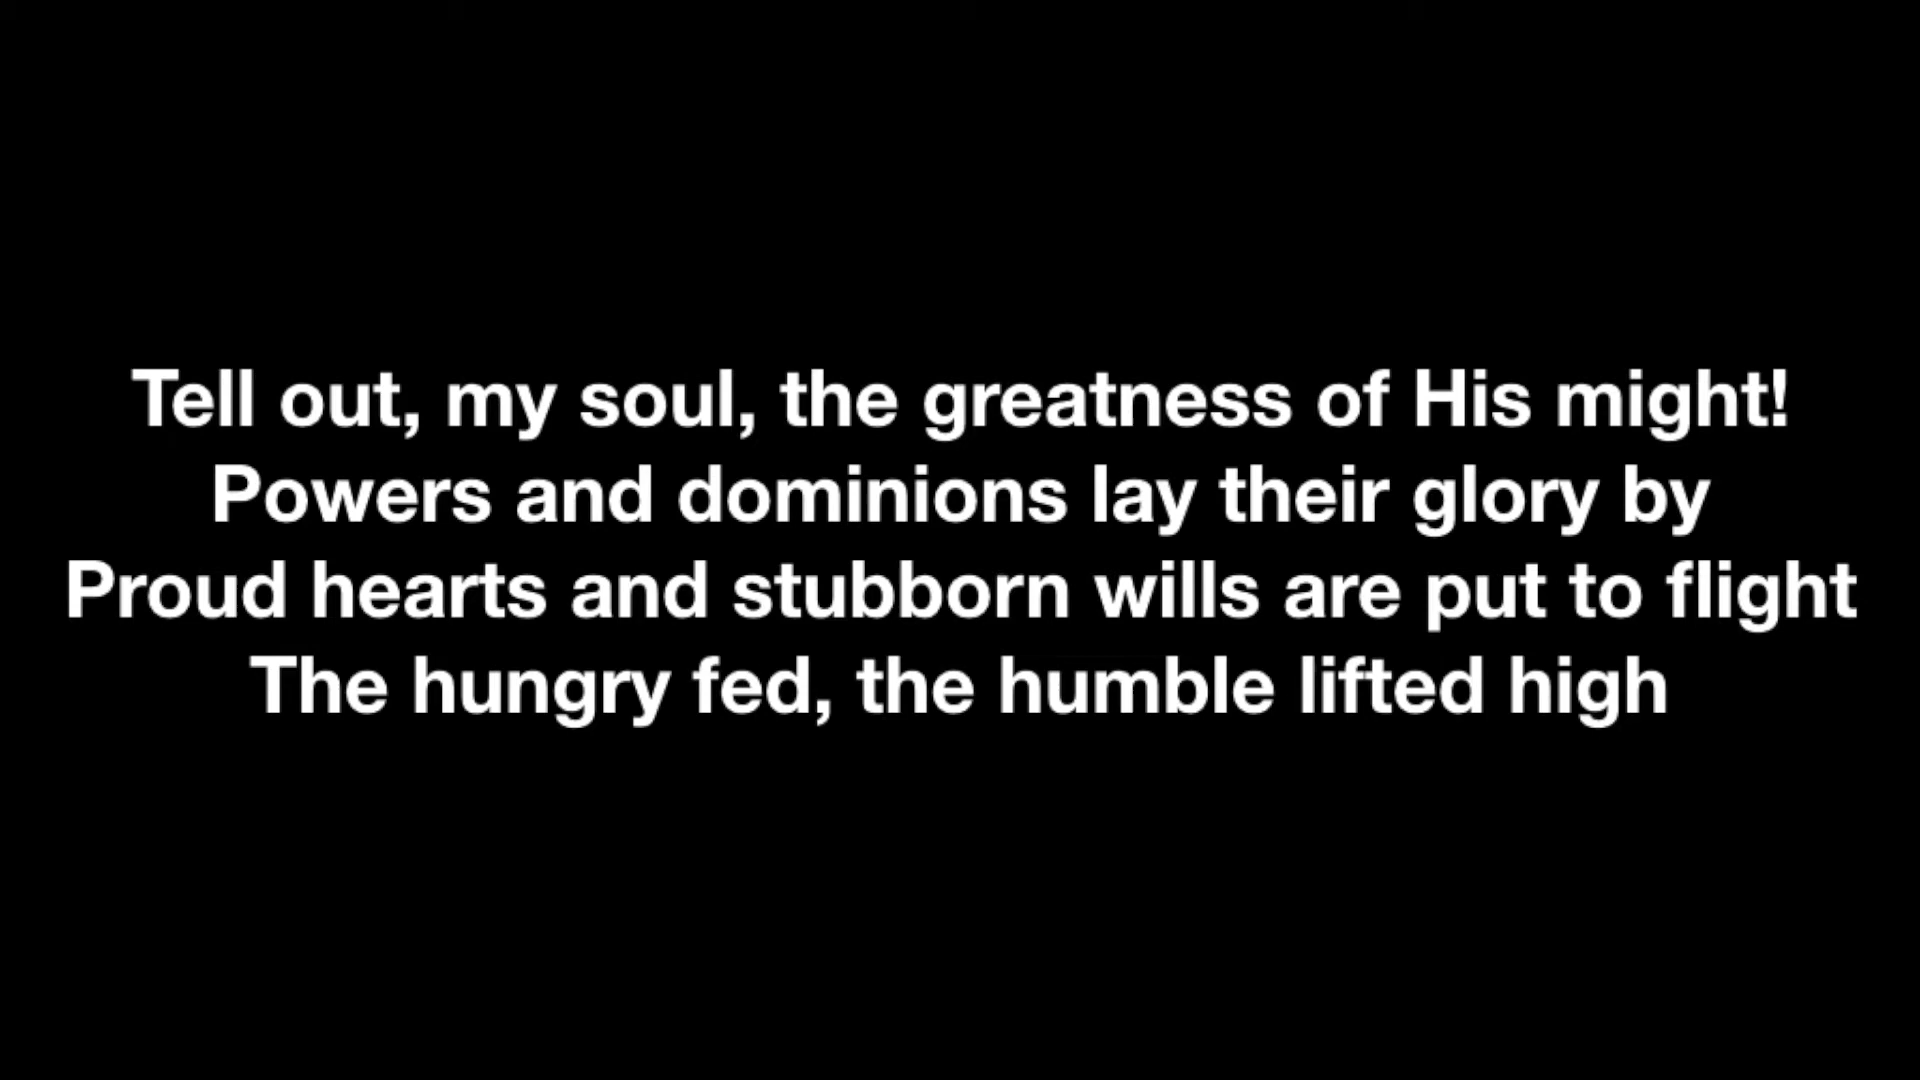 Tell out, my soul, the greatness of His might!
Powers and dominions lay their glory by
Proud hearts and stubborn wills are put to flight
The hungry fed, the humble lifted high